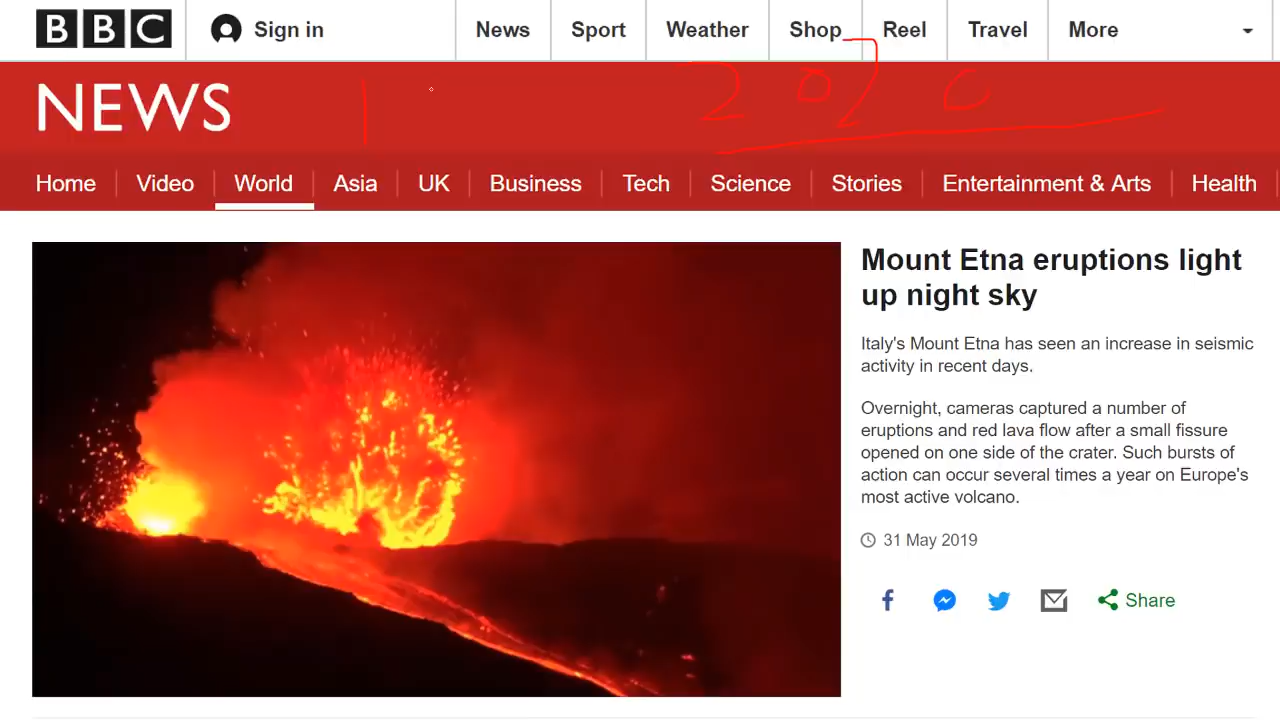 BBC Sign in News Sport Weather Shop Reel Travel More
NEWS
2020
Home Video World Asia UK Business Tech Science Stories Entertainment & Arts Health
Mount Etna eruptions light
up night sky
Italy's Mount Etna has seen an increase in seismic
activity in recent days.
Overnight, cameras captured a number of
eruptions and red lava flow after a small fissure
opened on one side of the crater. Such bursts of
action can occur several times a year on Europe's
most active volcano.
31 May 2019
Share